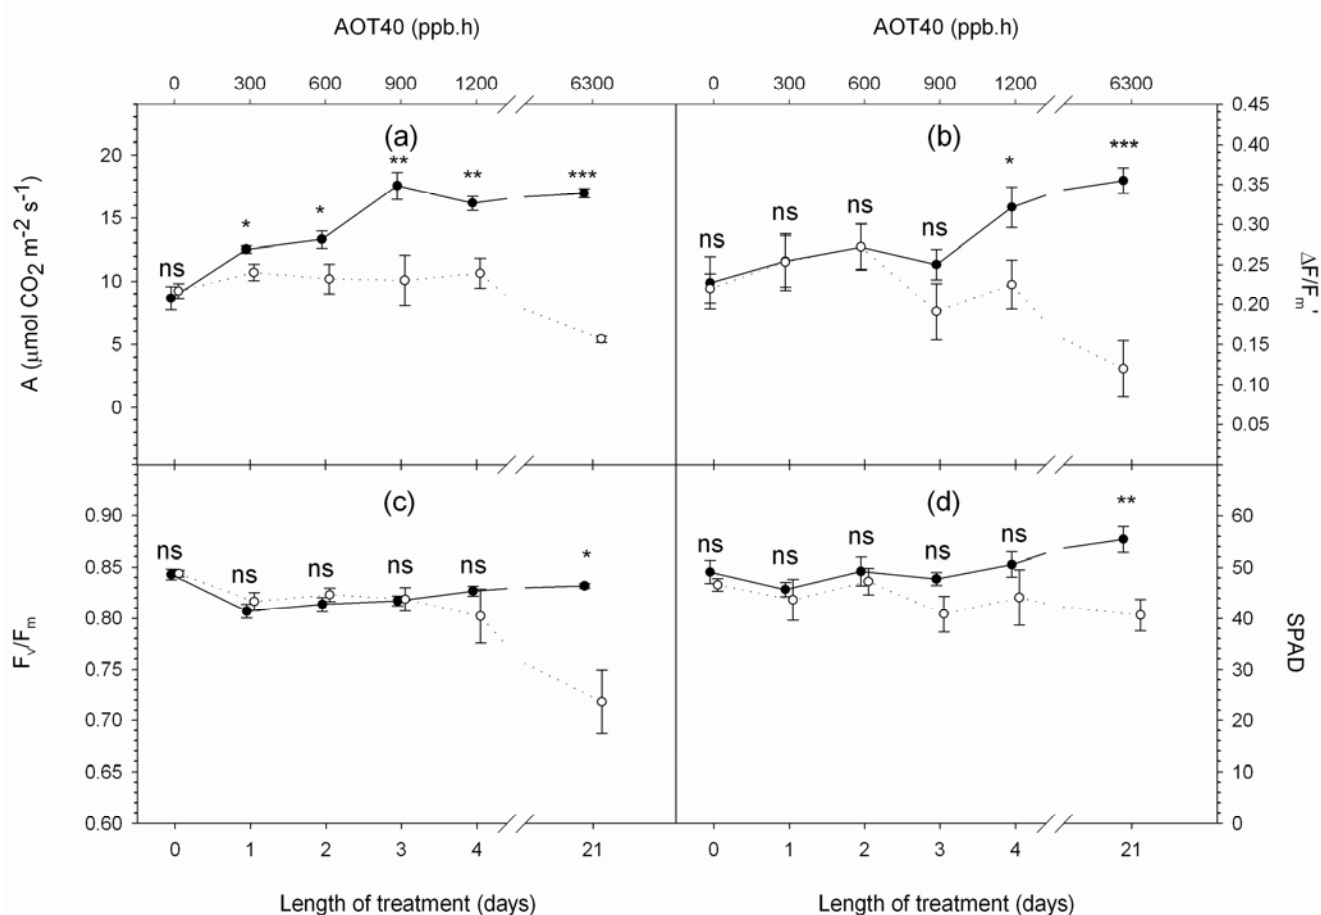 AOT40 (ppb.h) AOT40 (ppb.h)
0 300 600 900 1200 6300 0 300 600 900 1200 6300
(a) (b)
A (μmol CO2 m-2 s-1)
20
15
10
5
0
ns * * ** ** ***
ns ns ns ns * ***
0.45
0.40
0.35
0.30
0.25
0.20
0.15
0.10
0.05
ΔF/Fm'
(c) (d)
Fv/Fm
0.90
0.85
0.80
0.75
0.70
0.65
0.60
ns ns ns ns ns *
ns ns ns ns ns **
60
50
40
30
20
10
0
SPAD
0 1 2 3 4 21 0 1 2 3 4 21
Length of treatment (days) Length of treatment (days)